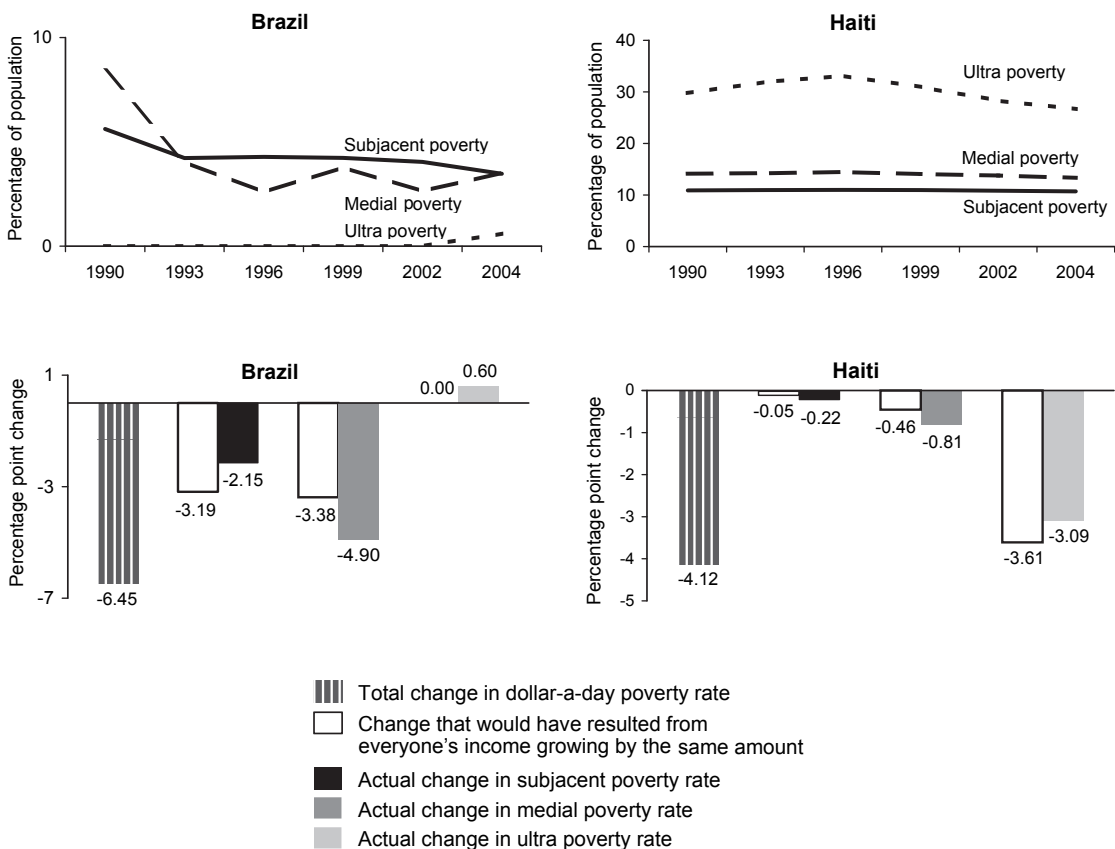 Brazil
Percentage of population
10
0
Subjacent poverty
Medial poverty
Ultra poverty
1990 1993 1996 1999 2002 2004
Haiti
Percentage of population
40
30
20
10
0
Ultra poverty
Medial poverty
Subjacent poverty
1990 1993 1996 1999 2002 2004
Brazil
Percentage point change
1
-3
-7
-6.45
-3.19
-2.15
-3.38
-4.90
0.00
0.60
Haiti
Percentage point change
0
-1
-2
-3
-4
-5
-4.12
-0.05
-0.22
-0.46
-0.81
-3.61
-3.09
Total change in dollar-a-day poverty rate
Change that would have resulted from
everyone's income growing by the same amount
Actual change in subjacent poverty rate
Actual change in medial poverty rate
Actual change in ultra poverty rate